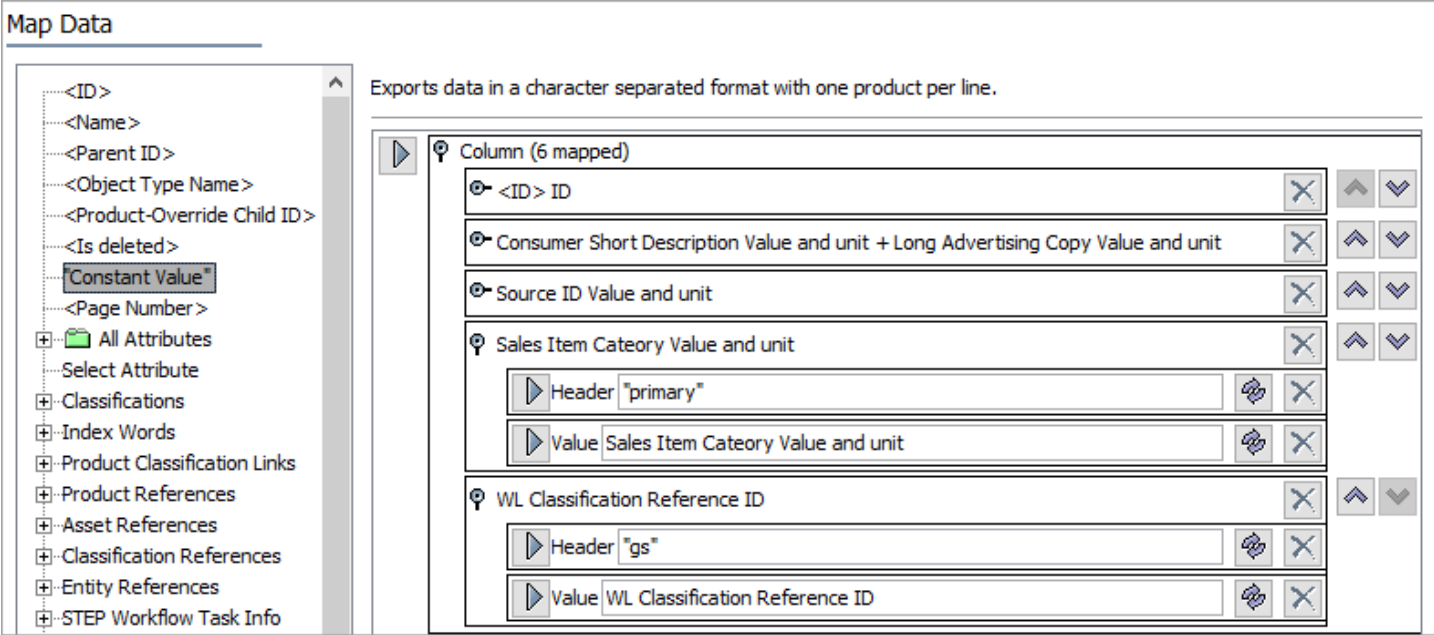 Map Data
<ID>
<Name>
<Parent ID>
<Object Type Name>
<Product-Override Child ID>
<Is deleted>
"Constant Value"
<Page Number>
All Attributes
Select Attribute
Classifications
Index Words
Product Classification Links
Product References
Asset References
Classification References
Entity References
STEP Workflow Task Info
Exports data in a character separated format with one product per line.
Column (6 mapped)
<ID> ID
Consumer Short Description Value and unit + Long Advertising Copy Value and unit
Source ID Value and unit
Sales Item Cateory Value and unit
Header "primary"
Value Sales Item Cateory Value and unit
WL Classification Reference ID
Header "gs"
Value WL Classification Reference ID